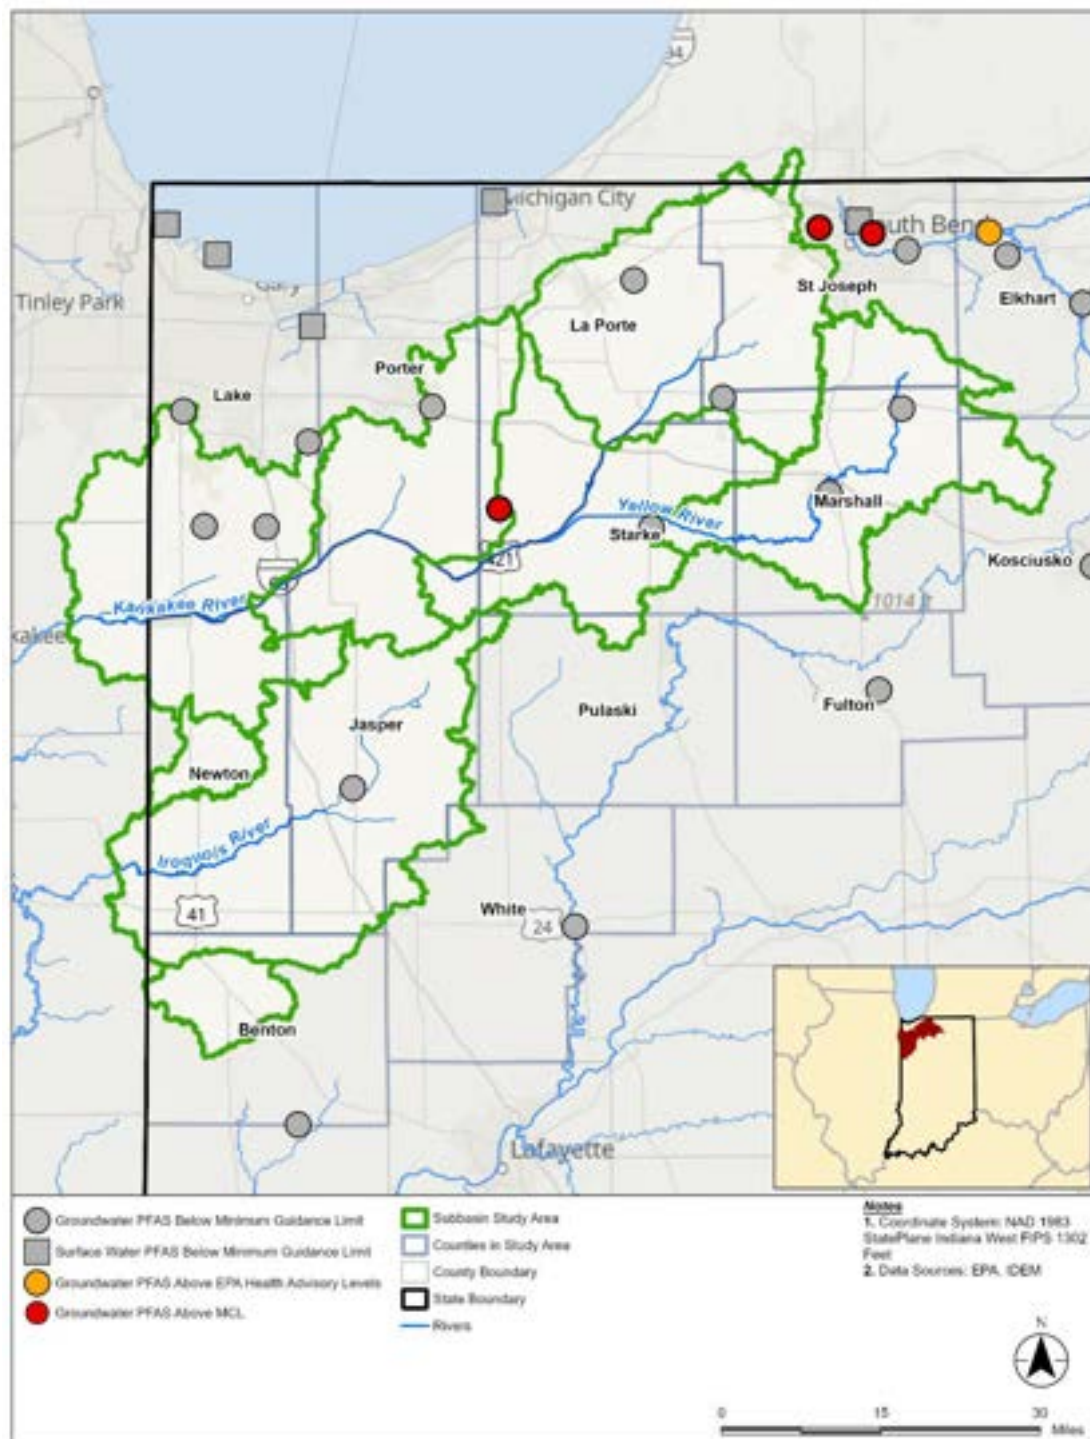 94
Michigan City
South Bend
Gary
Tinley Park
St Joseph
Elkhart
La Porte
Porter
Lake
Marshall
Yellow River
Starke
421
Kosciusko
Kankakee River
kakee
1014 ft
Pulaski
Fulton
Jasper
Newton
Iroquois River
41
White
24
Benton
Lafayette
Groundwater PFAS Below Minimum Guidance Limit
Surface Water PFAS Below Minimum Guidance Limit
Groundwater PFAS Above EPA Health Advisory Levels
Groundwater PFAS Above MCL
Subbasin Study Area
Counties in Study Area
County Boundary
State Boundary
Rivers
Notes
1. Coordinate System: NAD 1983
StatePlane Indiana West FIPS 1302
Feet
2. Data Sources: EPA, IDEM
N
0 15 30
Miles